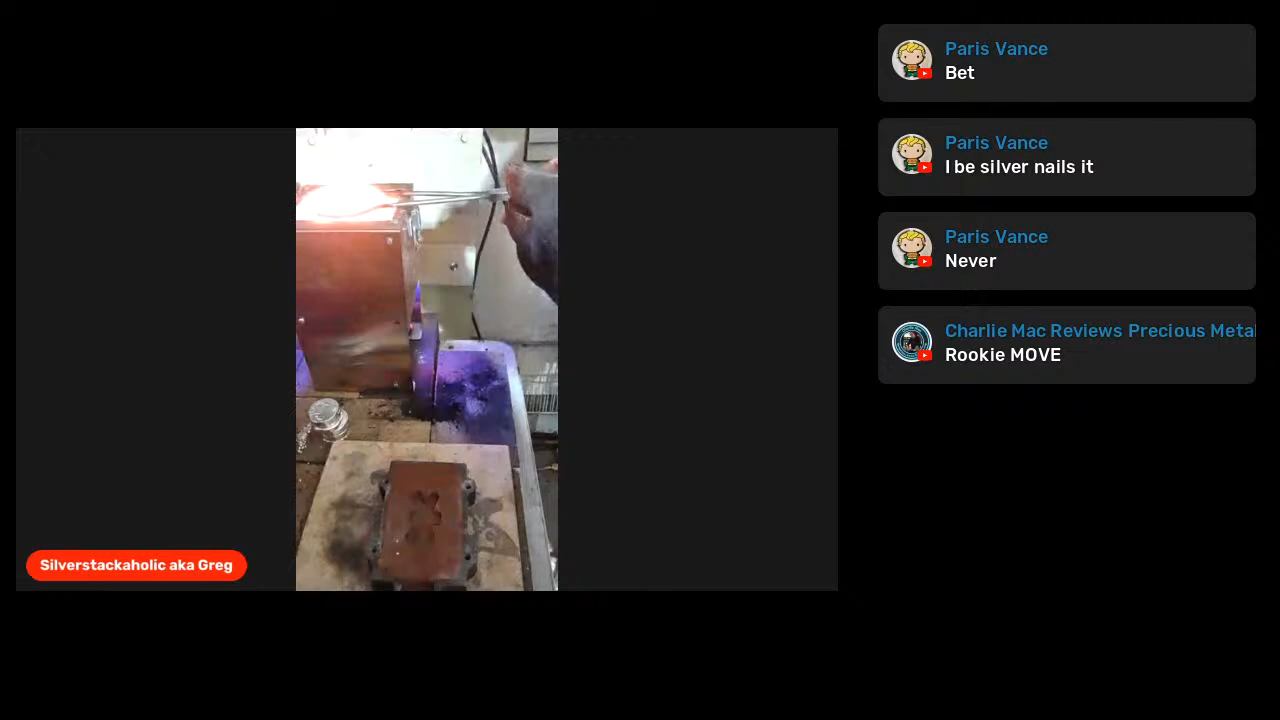 Paris Vance
Bet
Paris Vance
I be silver nails it
Paris Vance
Never
Charlie Mac Reviews Precious Metal
Rookie MOVE
Silverstackaholic aka Greg